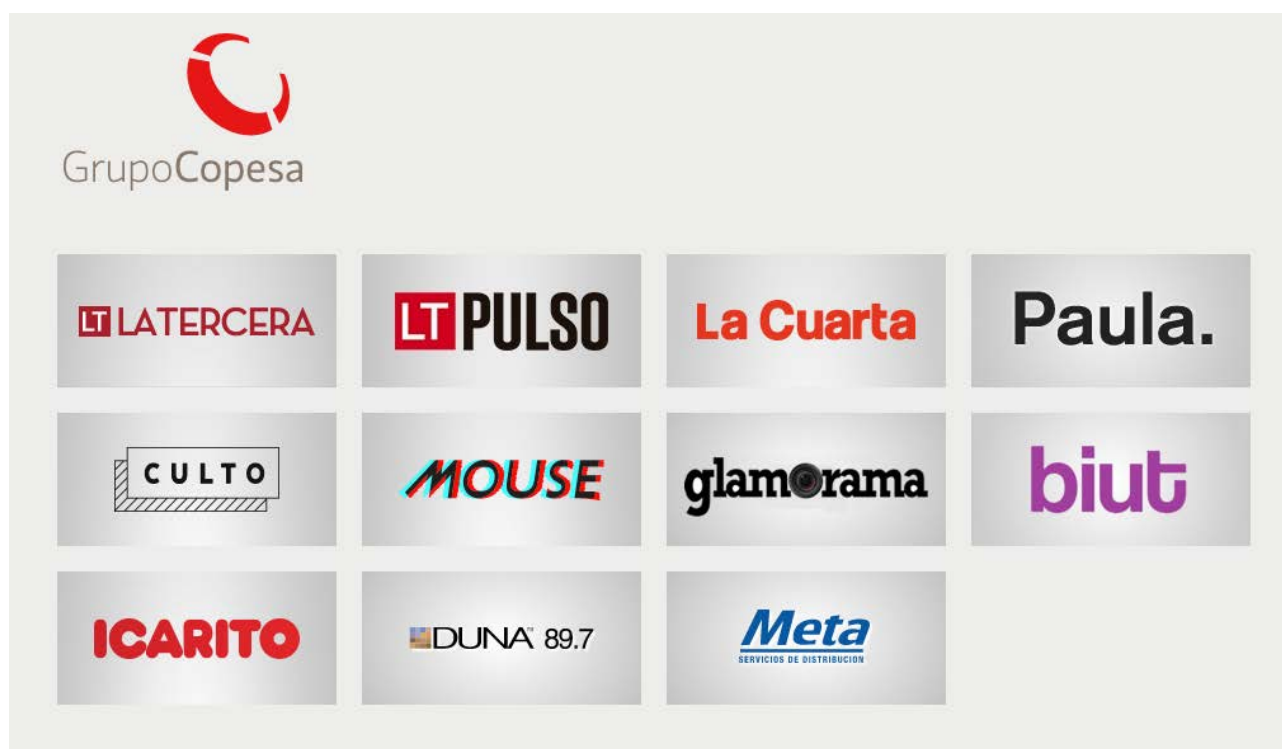 GrupoCopesa
LT LATERCERA
LT PULSO
La Cuarta
Paula.
CULTO
MOUSE
glamorama
biut
ICARITO
DUNA™ 89.7
Meta
SERVICIOS DE DISTRIBUCION